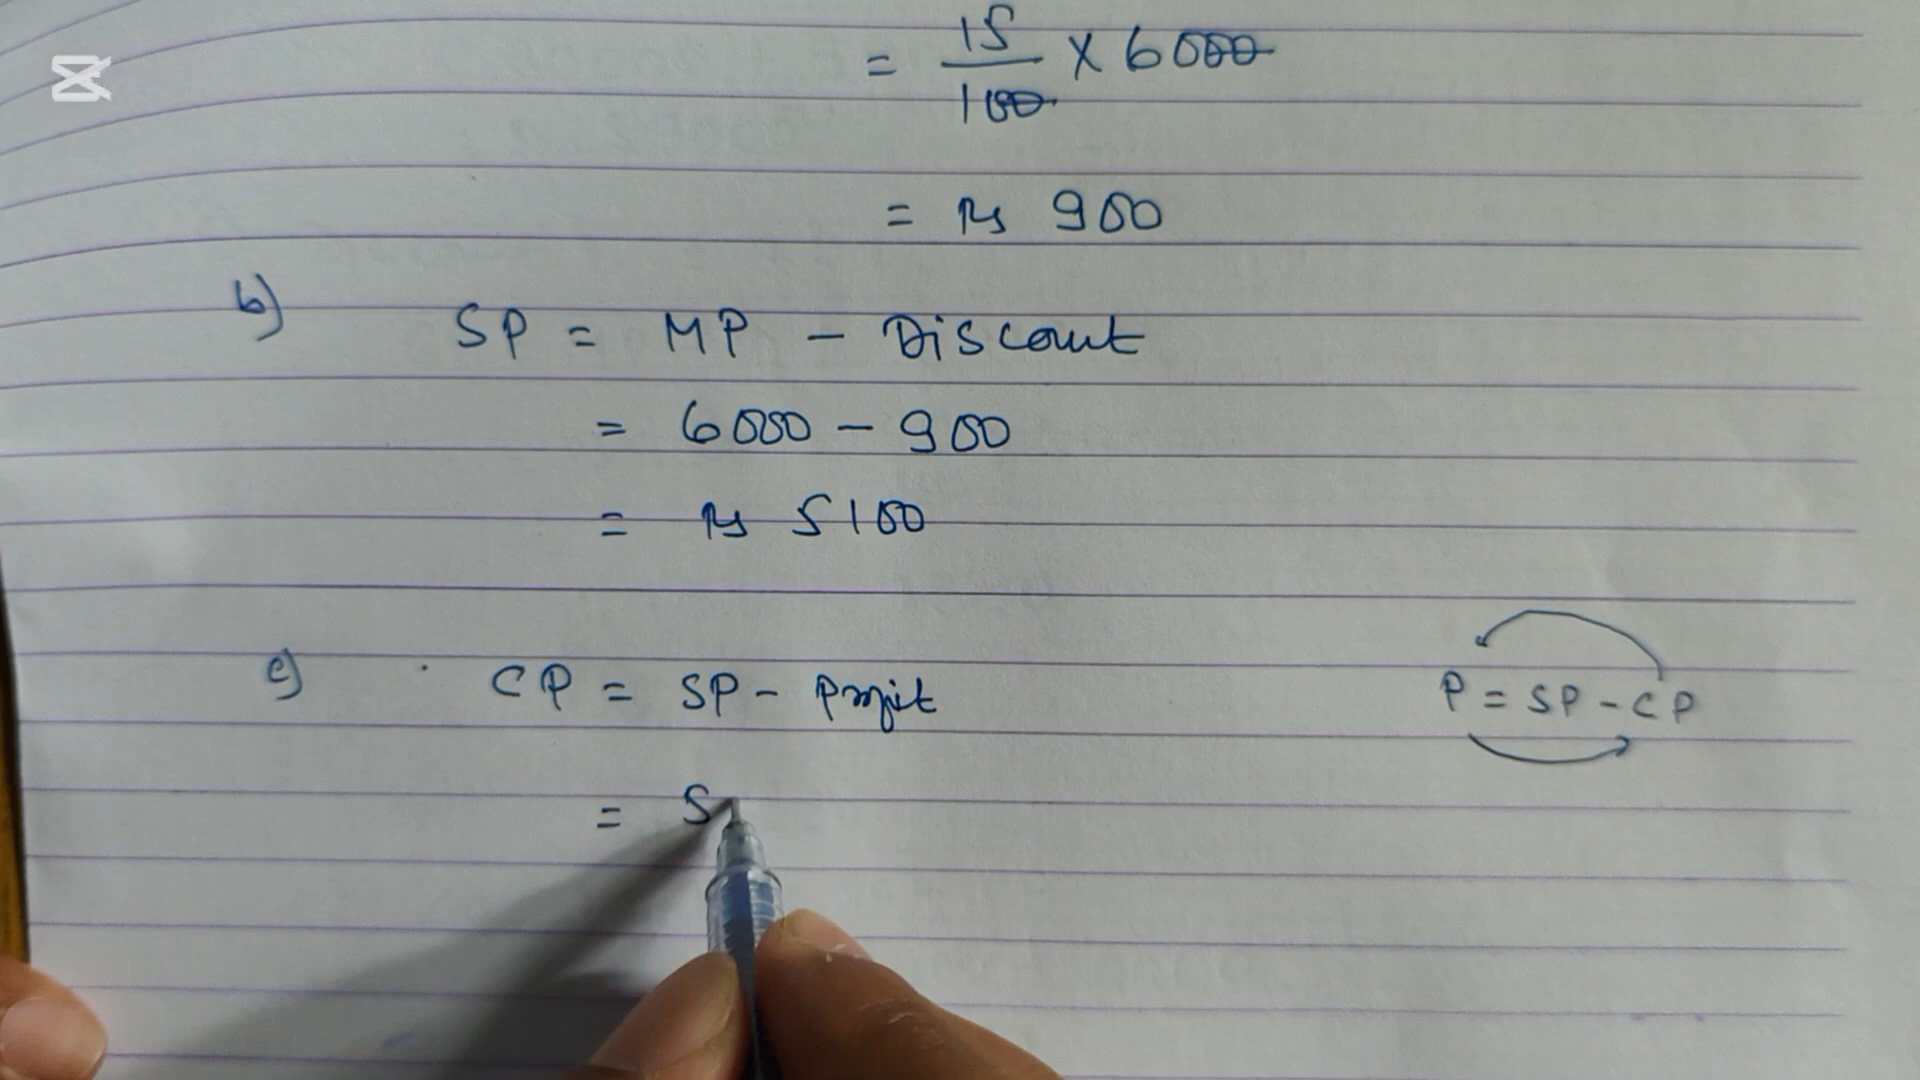 = 15/100 × 6000
= Rs 900
b) SP = MP - Discount
= 6000 - 900
= Rs 5100
c) CP = SP - Profit
P = SP - CP
= 5